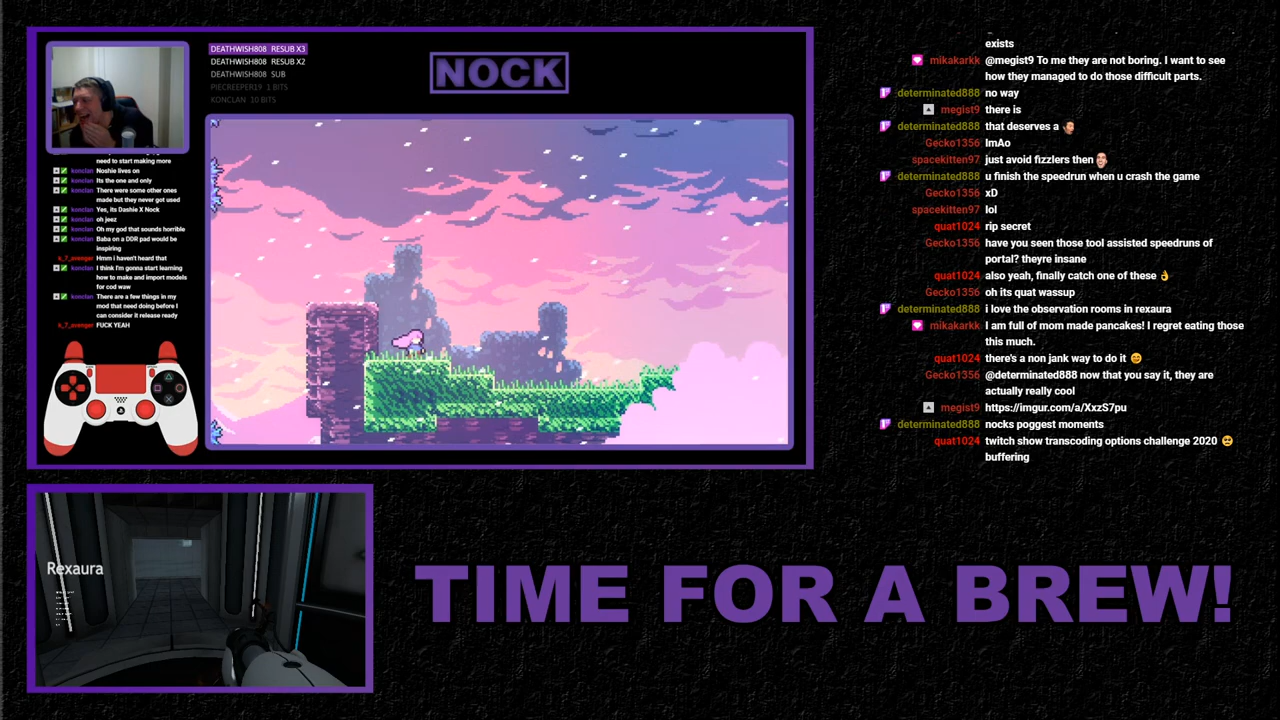 DEATHWISH808 RESUB X3
DEATHWISH808 RESUB X2
DEATHWISH808 SUB
PIECREEPER19 1 BITS
KONCLAN 10 BITS
NOCK
need to start making more
konclan Noshie lives on
konclan Its the one and only
konclan There were some other ones
made but they never got used
konclan Yes, its Dashie X Nock
konclan oh jeez
konclan Oh my god that sounds horrible
konclan Baba on a DDR pad would be
inspiring
k_7_avenger Hmm i haven't heard that
konclan I think I'm gonna start learning
how to make and import models
for cod waw
konclan There are a few things in my
mod that need doing before I
can consider it release ready
k_7_avenger FUCK YEAH
exists
mikakarkk @megist9 To me they are not boring. I want to see
how they managed to do those difficult parts.
determinated888 no way
megist9 there is
determinated888 that deserves a
Gecko1356 lmAo
spacekitten97 just avoid fizzlers then
determinated888 u finish the speedrun when u crash the game
Gecko1356 xD
spacekitten97 lol
quat1024 rip secret
Gecko1356 have you seen those tool assisted speedruns of
portal? theyre insane
quat1024 also yeah, finally catch one of these 👌
Gecko1356 oh its quat wassup
determinated888 i love the observation rooms in rexaura
mikakarkk I am full of mom made pancakes! I regret eating those
this much.
quat1024 there's a non jank way to do it 😊
Gecko1356 @determinated888 now that you say it, they are
actually really cool
megist9 https://imgur.com/a/XxzS7pu
determinated888 nocks poggest moments
quat1024 twitch show transcoding options challenge 2020 🥺
buffering
Rexaura
TIME FOR A BREW!